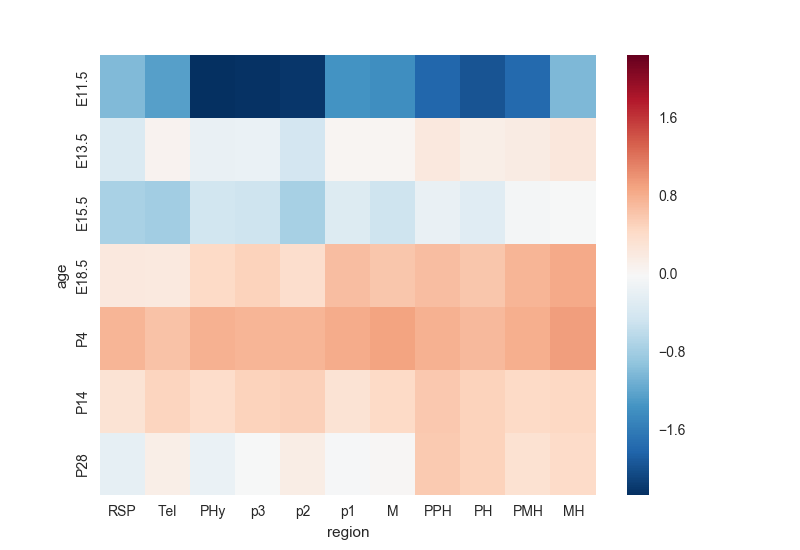 age
E11.5
E13.5
E15.5
E18.5
P4
P14
P28
RSP Tel PHy p3 p2 p1 M PPH PH PMH MH
region
1.6
0.8
0.0
−0.8
−1.6